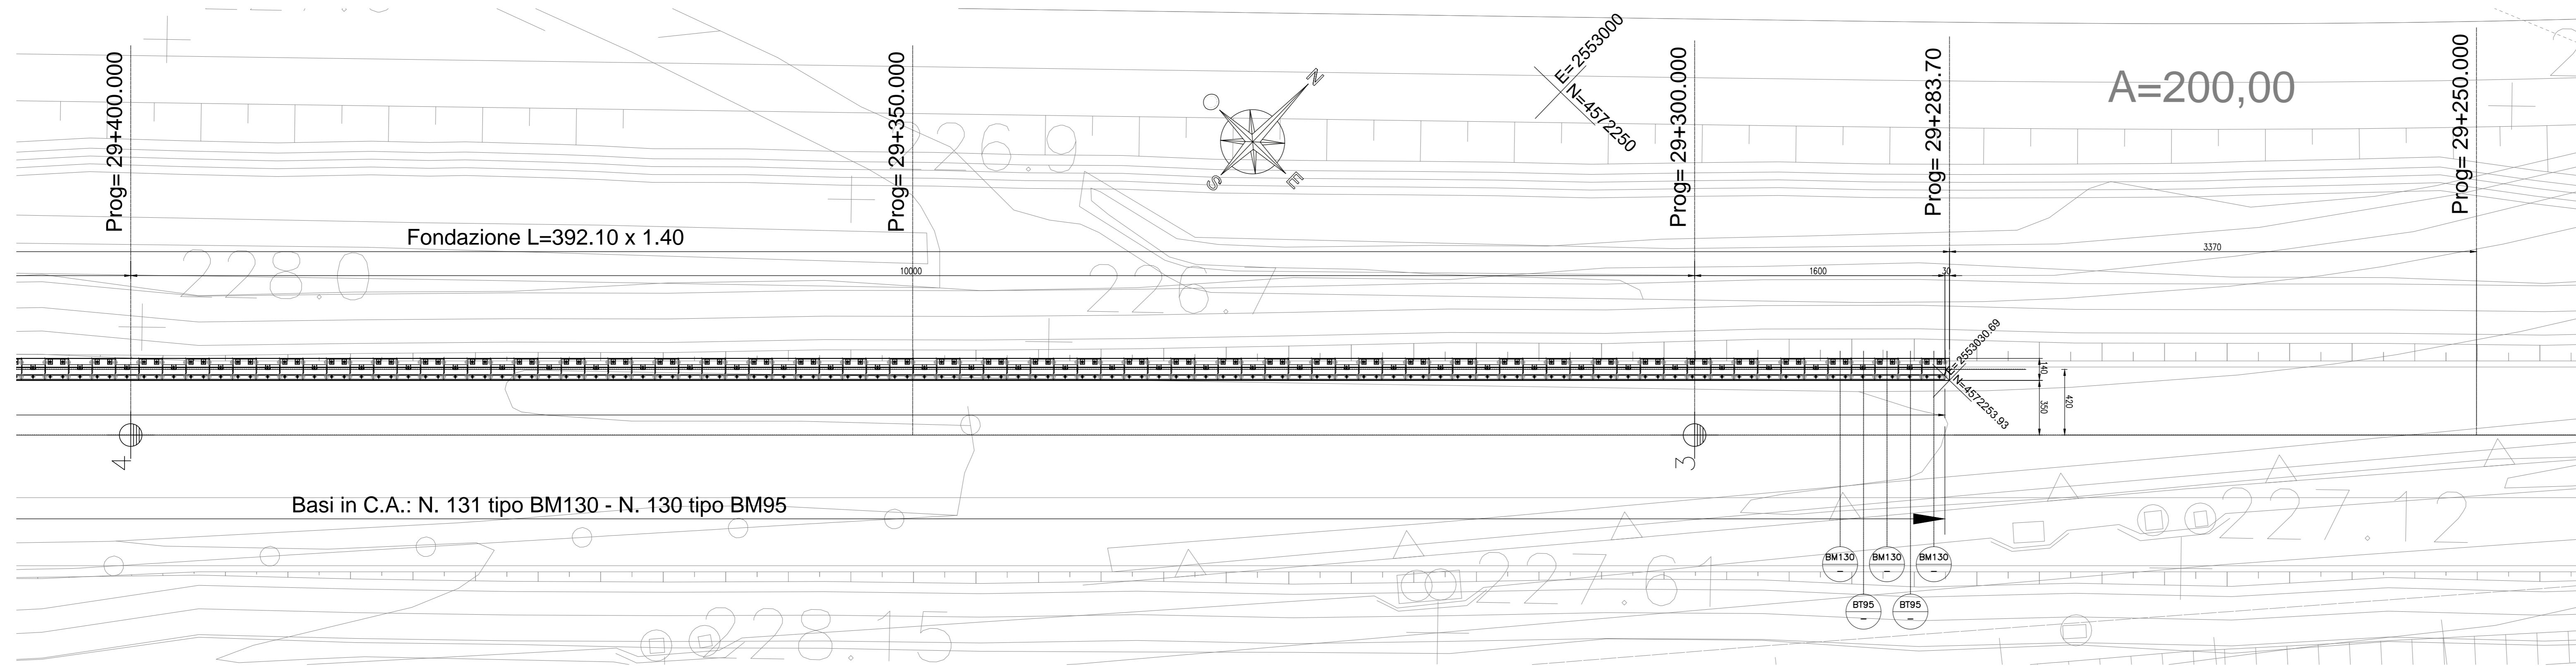 Prog= 29+400.000
Prog= 29+350.000
Prog= 29+300.000
Prog= 29+283.70
Prog= 29+250.000
E= 2553000
N=4572250
A=200,00
N
S
E
226.9
Fondazione L=392.10 x 1.40
3370
10000
1600
30
228.0
226.7
E=2553030.69
N=4572253.93
140
350
420
4
3
Basi in C.A.: N. 131 tipo BM130 - N. 130 tipo BM95
BM130
BM130
BM130
BT95
BT95
227.12
227.61
228.15